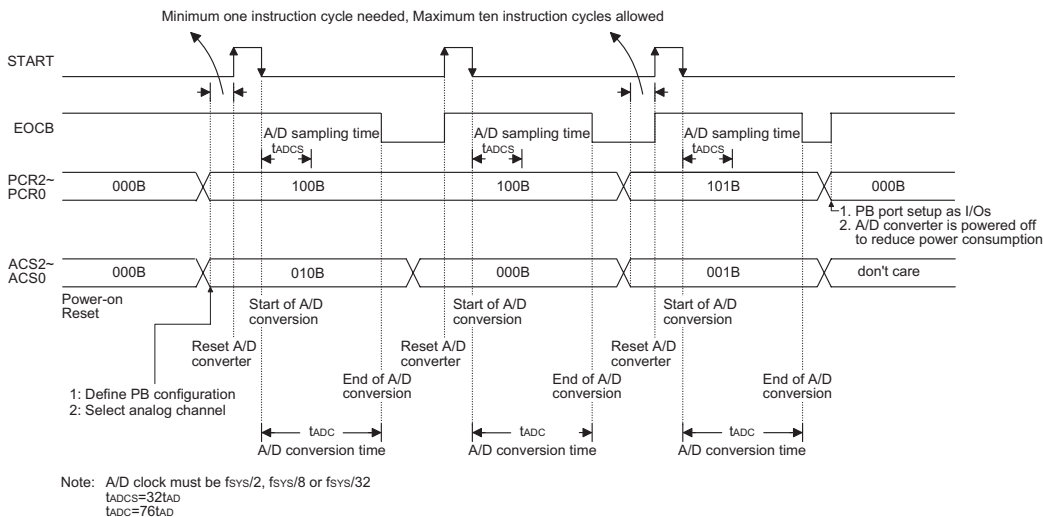 Minimum one instruction cycle needed, Maximum ten instruction cycles allowed
START
EOCB
A/D sampling time
tADCS
A/D sampling time
tADCS
A/D sampling time
tADCS
PCR2~
PCR0
000B
100B
100B
101B
000B
1. PB port setup as I/Os
2. A/D converter is powered off
to reduce power consumption
ACS2~
ACS0
000B
010B
000B
001B
don't care
Power-on
Reset
Start of A/D
conversion
Start of A/D
conversion
Start of A/D
conversion
Reset A/D
converter
Reset A/D
converter
Reset A/D
converter
1: Define PB configuration
2: Select analog channel
End of A/D
conversion
End of A/D
conversion
End of A/D
conversion
tADC
A/D conversion time
tADC
A/D conversion time
tADC
A/D conversion time
Note: A/D clock must be fSYS/2, fSYS/8 or fSYS/32
tADCS=32tAD
tADC=76tAD